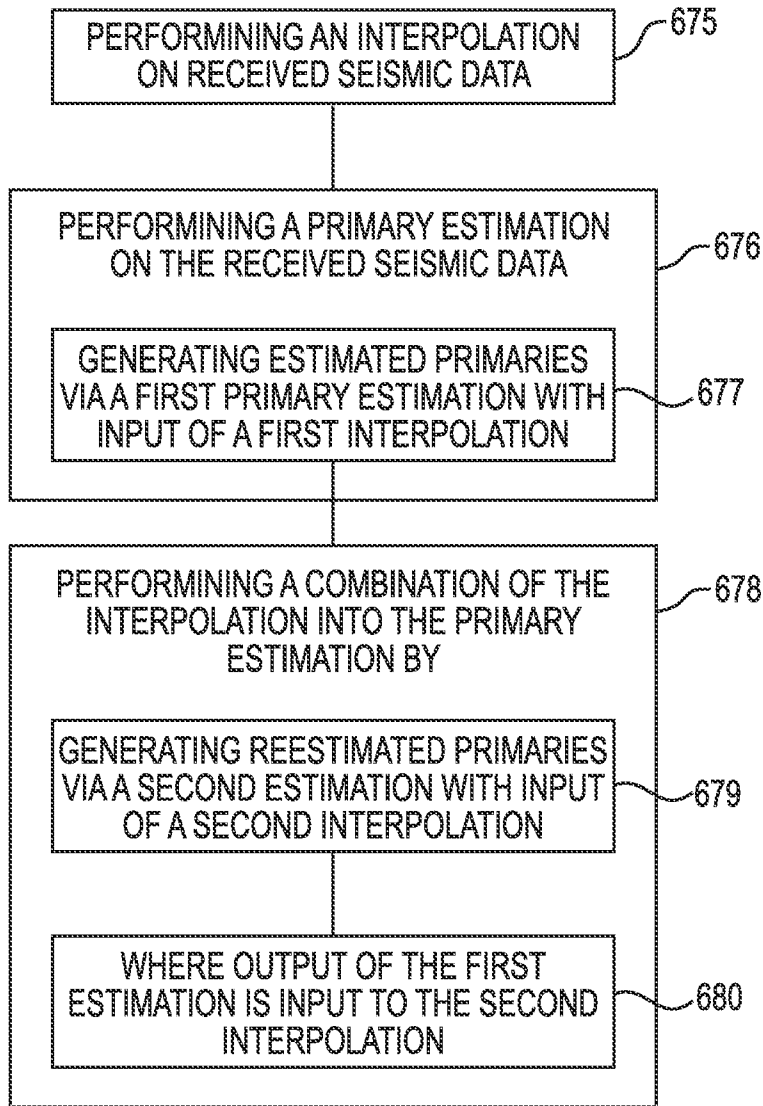 PERFORMINING AN INTERPOLATION
ON RECEIVED SEISMIC DATA
675
PERFORMINING A PRIMARY ESTIMATION
ON THE RECEIVED SEISMIC DATA
676
GENERATING ESTIMATED PRIMARIES
VIA A FIRST PRIMARY ESTIMATION WITH
INPUT OF A FIRST INTERPOLATION
677
PERFORMINING A COMBINATION OF THE
INTERPOLATION INTO THE PRIMARY
ESTIMATION BY
678
GENERATING REESTIMATED PRIMARIES
VIA A SECOND ESTIMATION WITH INPUT
OF A SECOND INTERPOLATION
679
WHERE OUTPUT OF THE FIRST
ESTIMATION IS INPUT TO THE SECOND
INTERPOLATION
680